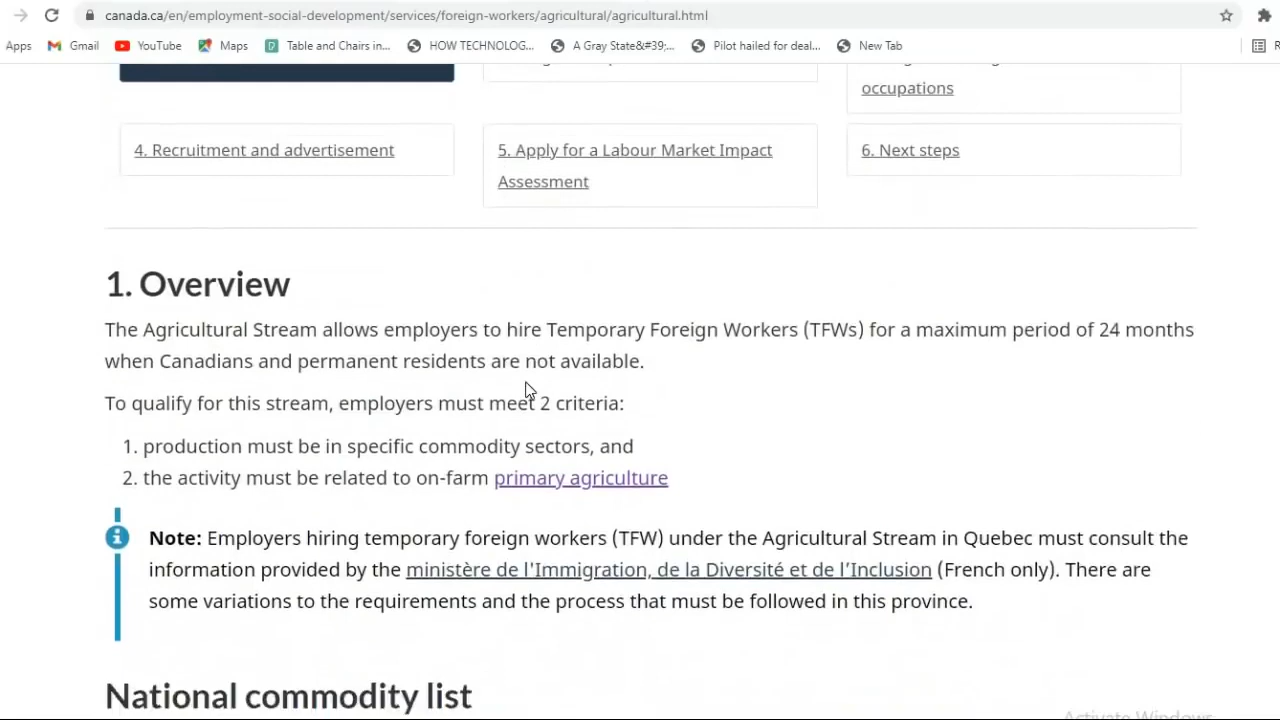 canada.ca/en/employment-social-development/services/foreign-workers/agricultural/agricultural.html
Apps Gmail YouTube Maps Table and Chairs in... HOW TECHNOLOG... A Gray State&#39;... Pilot hailed for deal... New Tab R
occupations
4. Recruitment and advertisement
5. Apply for a Labour Market Impact
Assessment
6. Next steps
1. Overview
The Agricultural Stream allows employers to hire Temporary Foreign Workers (TFWs) for a maximum period of 24 months
when Canadians and permanent residents are not available.
To qualify for this stream, employers must meet 2 criteria:
1. production must be in specific commodity sectors, and
2. the activity must be related to on-farm primary agriculture
Note: Employers hiring temporary foreign workers (TFW) under the Agricultural Stream in Quebec must consult the
information provided by the ministère de l'Immigration, de la Diversité et de l’Inclusion (French only). There are
some variations to the requirements and the process that must be followed in this province.
National commodity list
Activate Windows